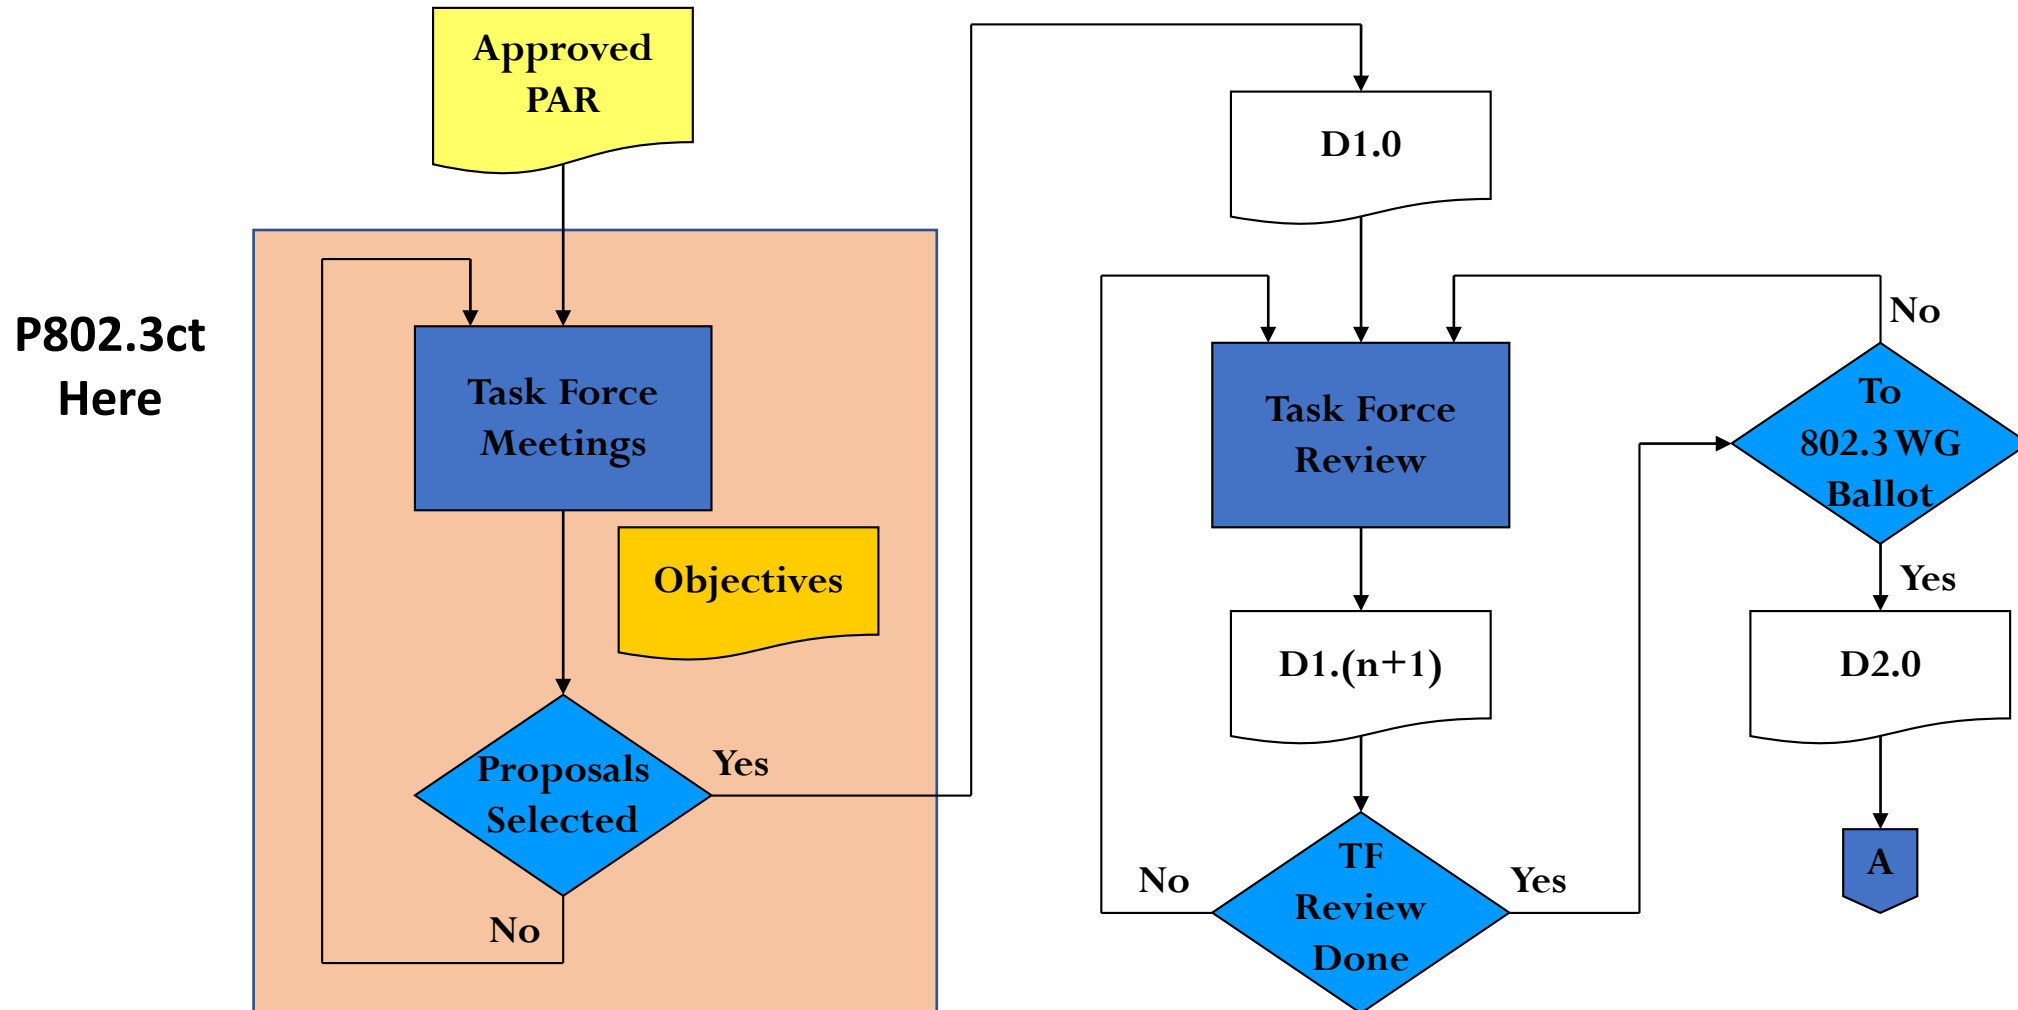 Approved
PAR
P802.3ct
Here
Task Force
Meetings
Objectives
Proposals
Selected
Yes
No
D1.0
Task Force
Review
D1.(n+1)
TF
Review
Done
No
Yes
To
802.3 WG
Ballot
No
Yes
D2.0
A